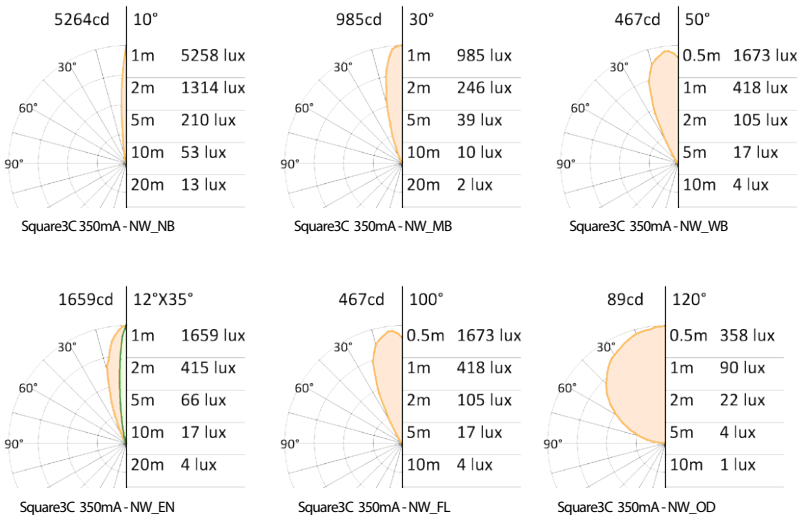 5264cd 10°
1m 5258 lux
30°
2m 1314 lux
60°
5m 210 lux
10m 53 lux
90°
20m 13 lux
Square3C 350mA - NW_NB
985cd 30°
1m 985 lux
30°
2m 246 lux
60°
5m 39 lux
10m 10 lux
90°
20m 2 lux
Square3C 350mA - NW_MB
467cd 50°
0.5m 1673 lux
30°
1m 418 lux
60°
2m 105 lux
5m 17 lux
90°
10m 4 lux
Square3C 350mA - NW_WB
1659cd 12°X35°
1m 1659 lux
30°
2m 415 lux
60°
5m 66 lux
10m 17 lux
90°
20m 4 lux
Square3C 350mA - NW_EN
467cd 100°
0.5m 1673 lux
30°
1m 418 lux
60°
2m 105 lux
5m 17 lux
90°
10m 4 lux
Square3C 350mA - NW_FL
89cd 120°
0.5m 358 lux
30°
1m 90 lux
60°
2m 22 lux
5m 4 lux
90°
10m 1 lux
Square3C 350mA - NW_OD